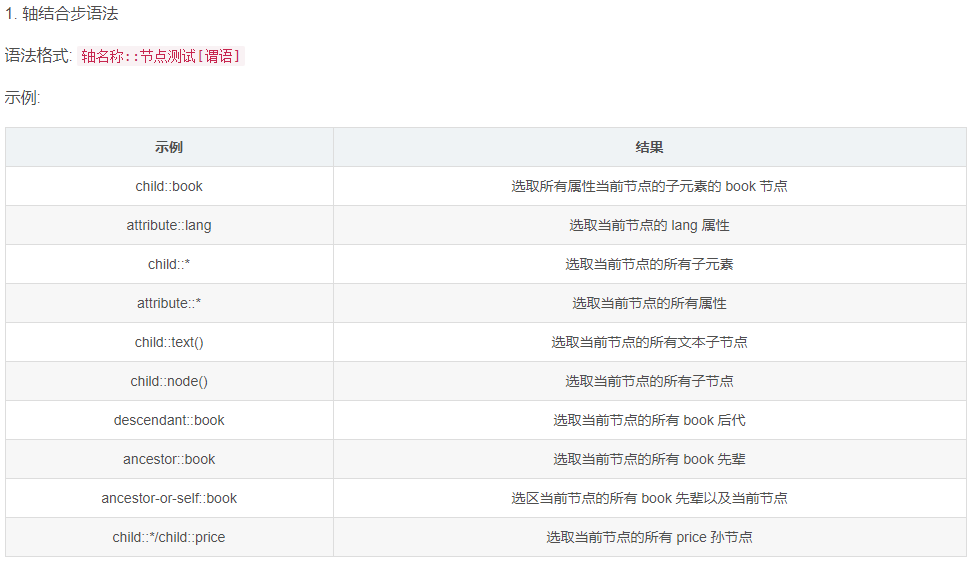 1. 轴结合步语法
语法格式: 轴名称::节点测试[谓语]
示例:
示例 结果
child::book 选取所有属性当前节点的子元素的 book 节点
attribute::lang 选取当前节点的 lang 属性
child::* 选取当前节点的所有子元素
attribute::* 选取当前节点的所有属性
child::text() 选取当前节点的所有文本子节点
child::node() 选取当前节点的所有子节点
descendant::book 选取当前节点的所有 book 后代
ancestor::book 选取当前节点的所有 book 先辈
ancestor-or-self::book 选区当前节点的所有 book 先辈以及当前节点
child::*/child::price 选取当前节点的所有 price 孙节点